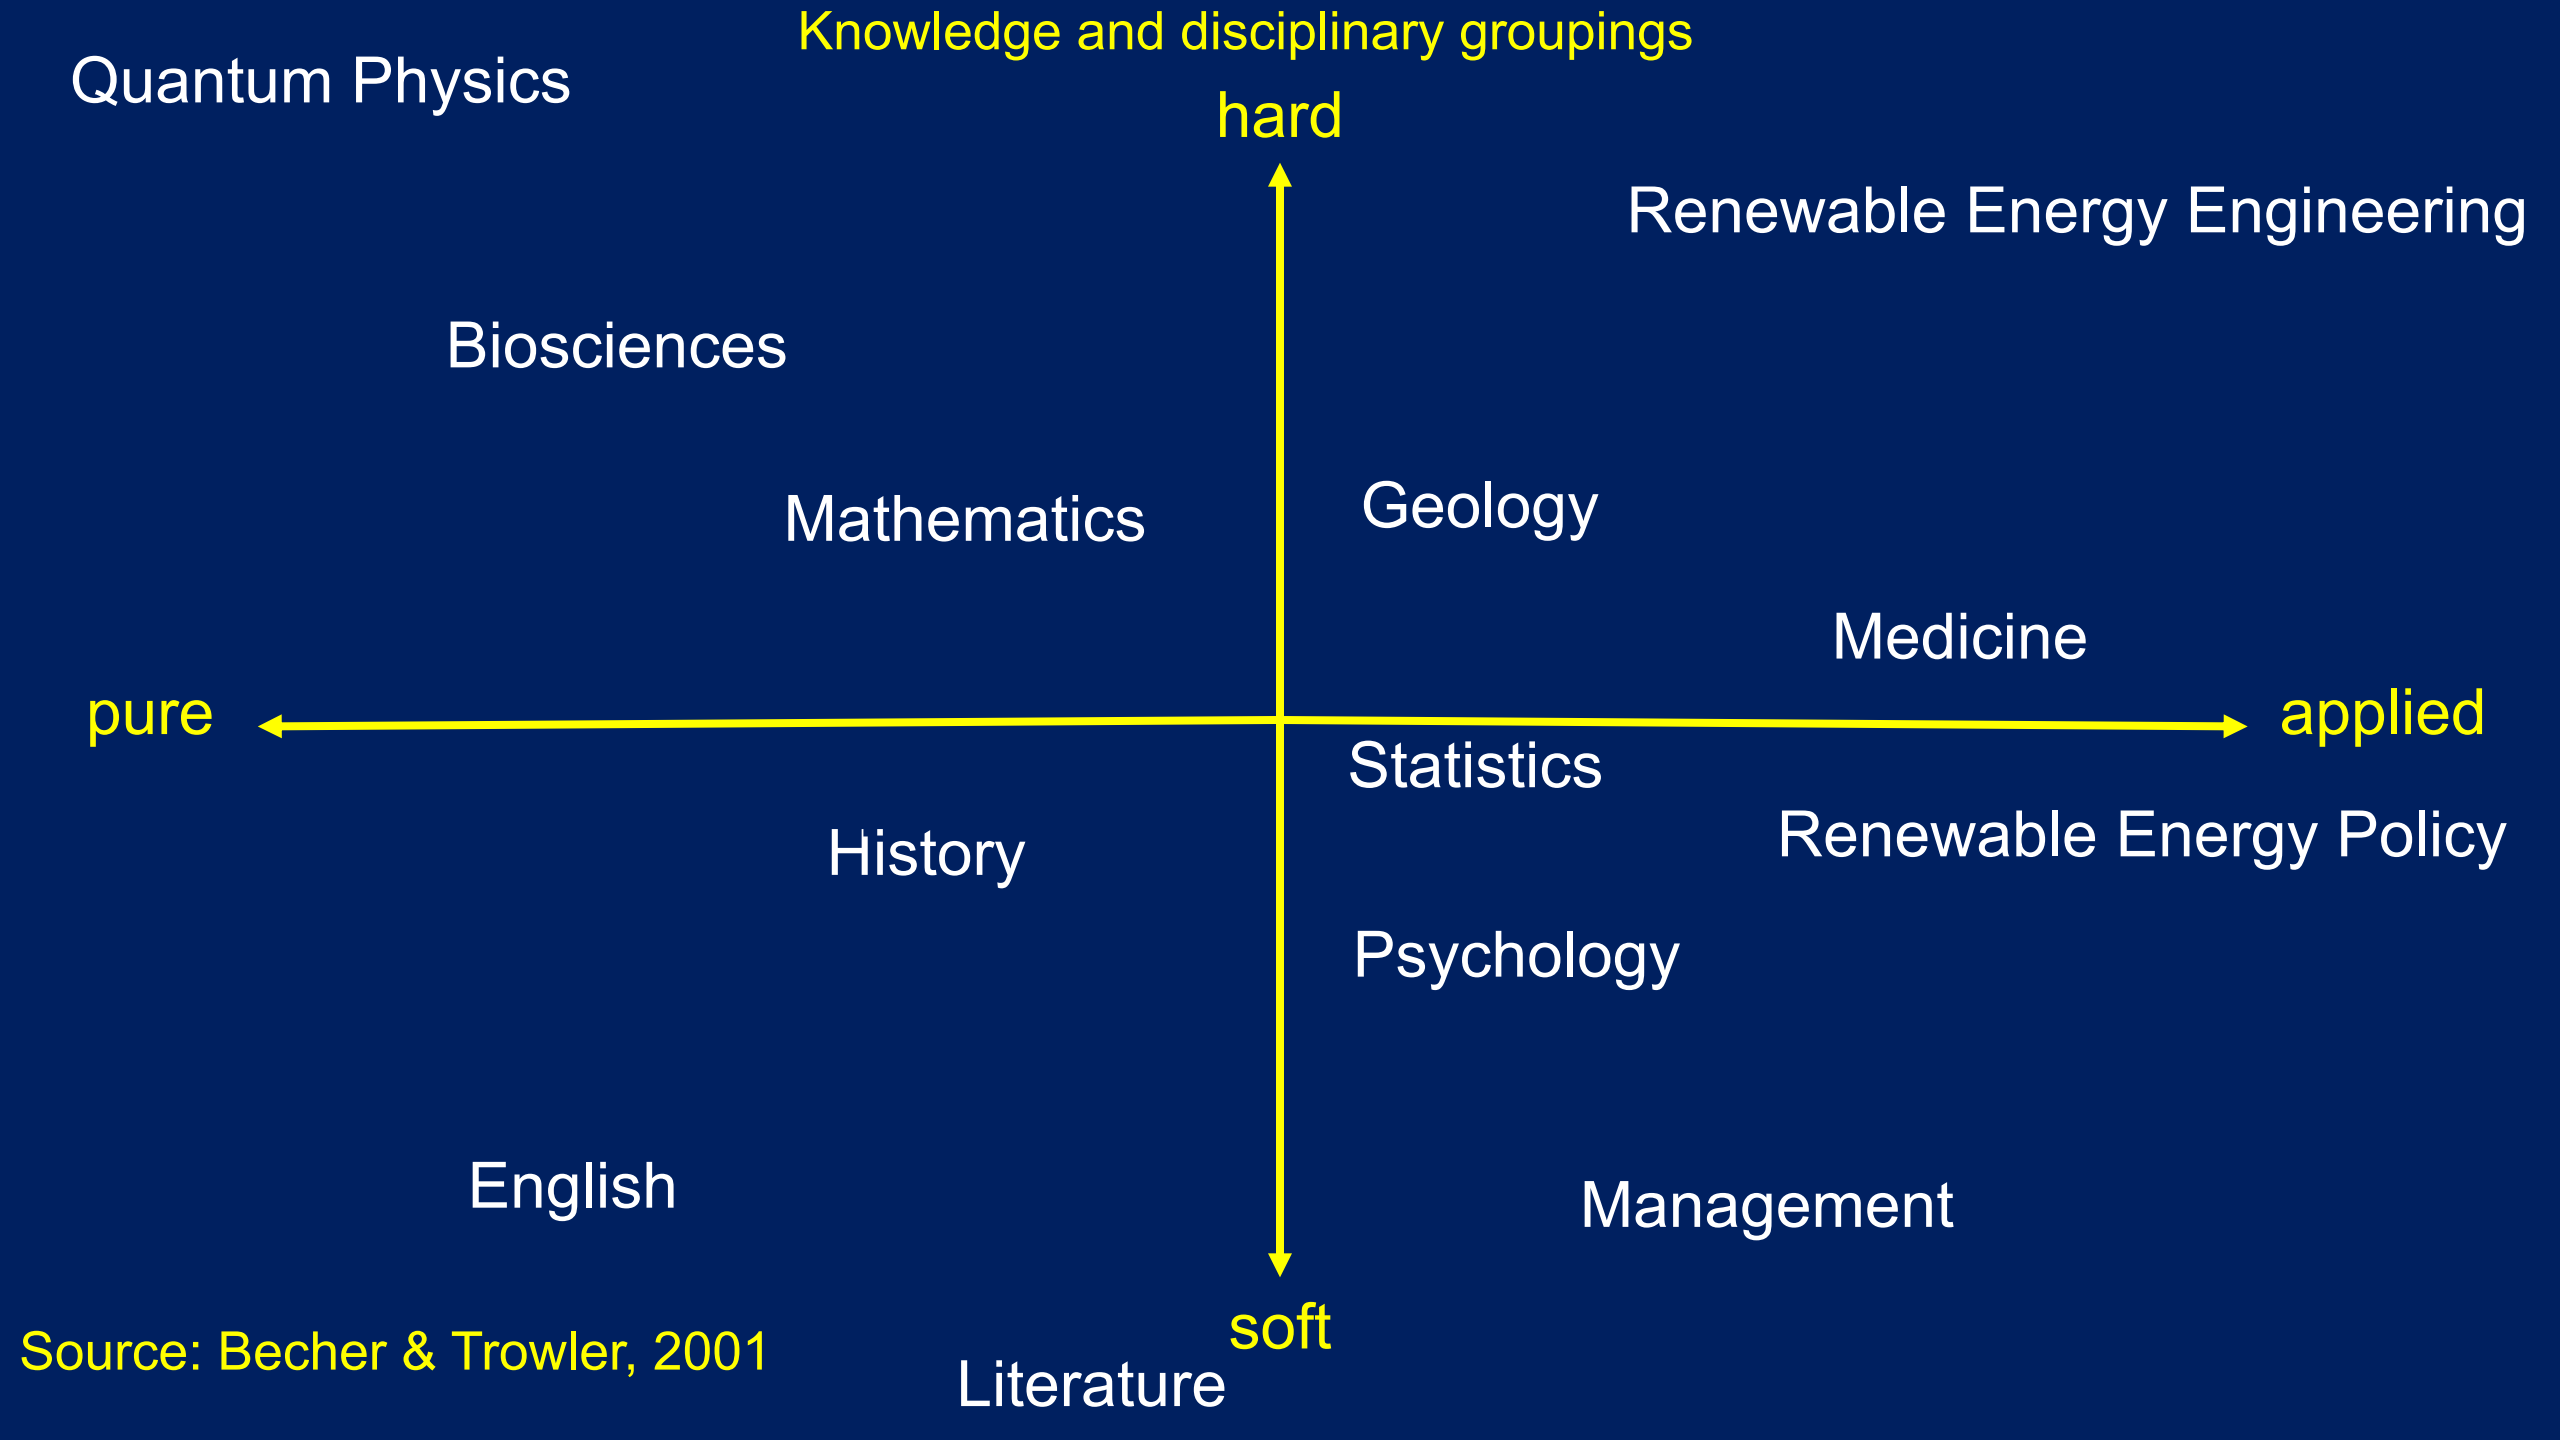 Knowledge and disciplinary groupings
Quantum Physics
hard
Renewable Energy Engineering
Biosciences
Mathematics
Geology
Medicine
pure
applied
Statistics
Renewable Energy Policy
History
Psychology
English
Management
soft
Source: Becher & Trowler, 2001
Literature